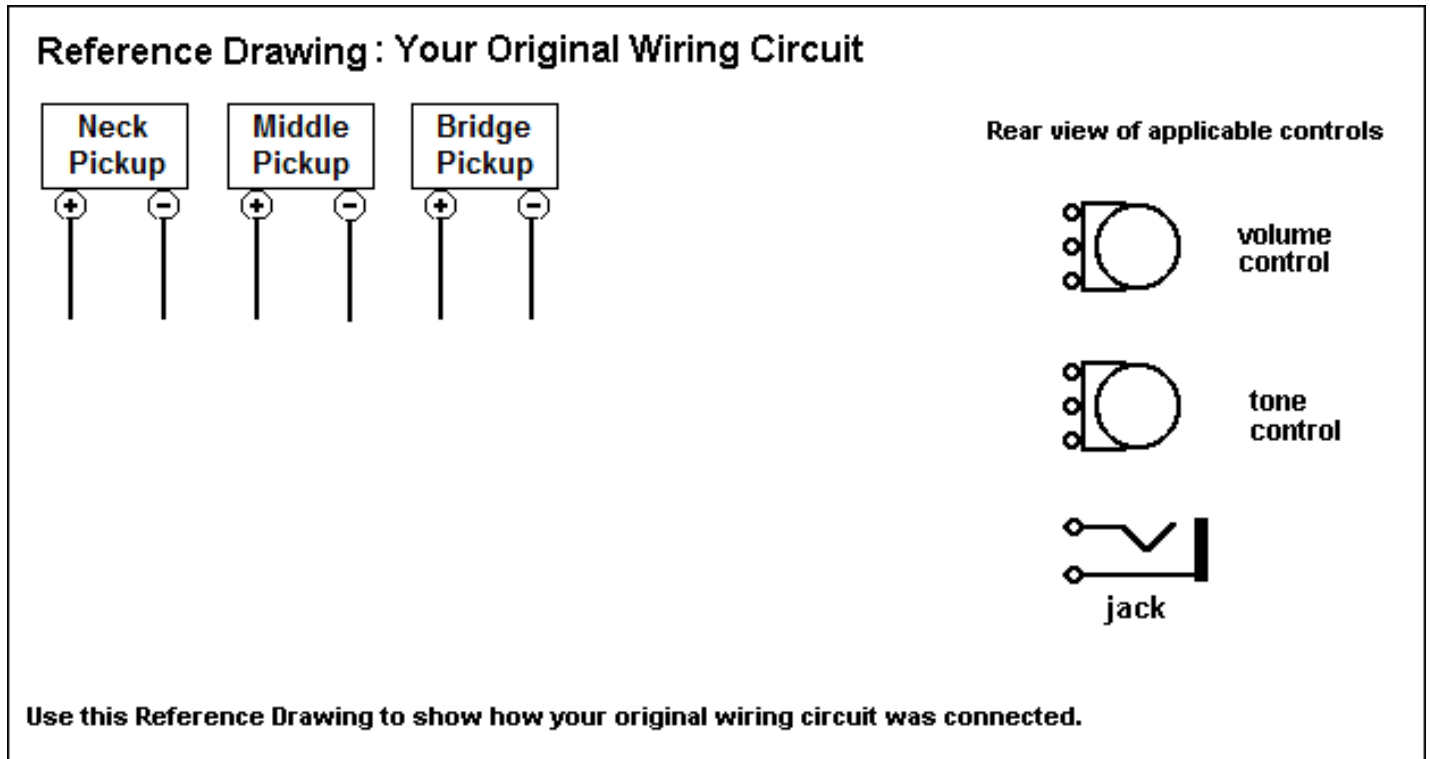 Reference Drawing : Your Original Wiring Circuit
Neck
Pickup
Middle
Pickup
Bridge
Pickup
+
-
+
-
+
-
Rear view of applicable controls
volume
control
tone
control
jack
Use this Reference Drawing to show how your original wiring circuit was connected.